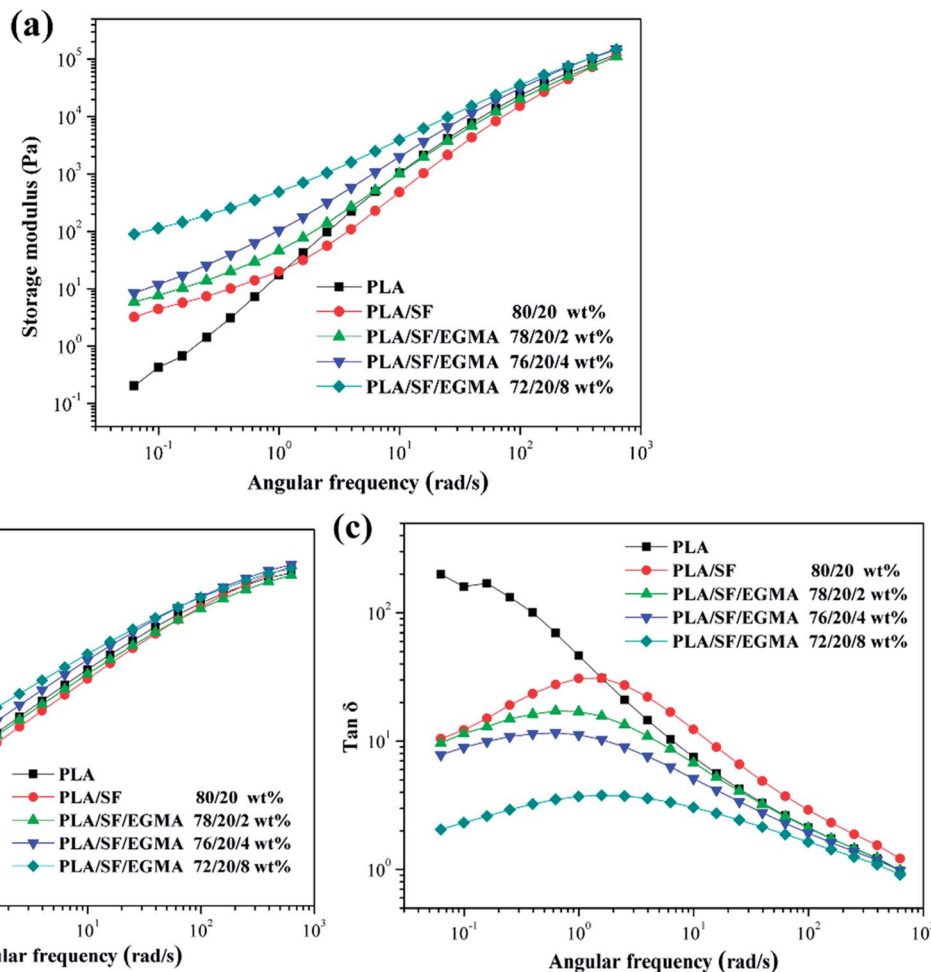 (a)
10^5
10^4
10^3
10^2
10^1
10^0
10^-1
Storage modulus (Pa)
PLA
PLA/SF 80/20 wt%
PLA/SF/EGMA 78/20/2 wt%
PLA/SF/EGMA 76/20/4 wt%
PLA/SF/EGMA 72/20/8 wt%
10^-1 10^0 10^1 10^2 10^3
Angular frequency (rad/s)
PLA
PLA/SF 80/20 wt%
PLA/SF/EGMA 78/20/2 wt%
PLA/SF/EGMA 76/20/4 wt%
PLA/SF/EGMA 72/20/8 wt%
10^1 10^2 10^3
frequency (rad/s)
(c)
10^2
10^1
10^0
Tan δ
PLA
PLA/SF 80/20 wt%
PLA/SF/EGMA 78/20/2 wt%
PLA/SF/EGMA 76/20/4 wt%
PLA/SF/EGMA 72/20/8 wt%
10^-1 10^0 10^1 10^2
Angular frequency (rad/s)